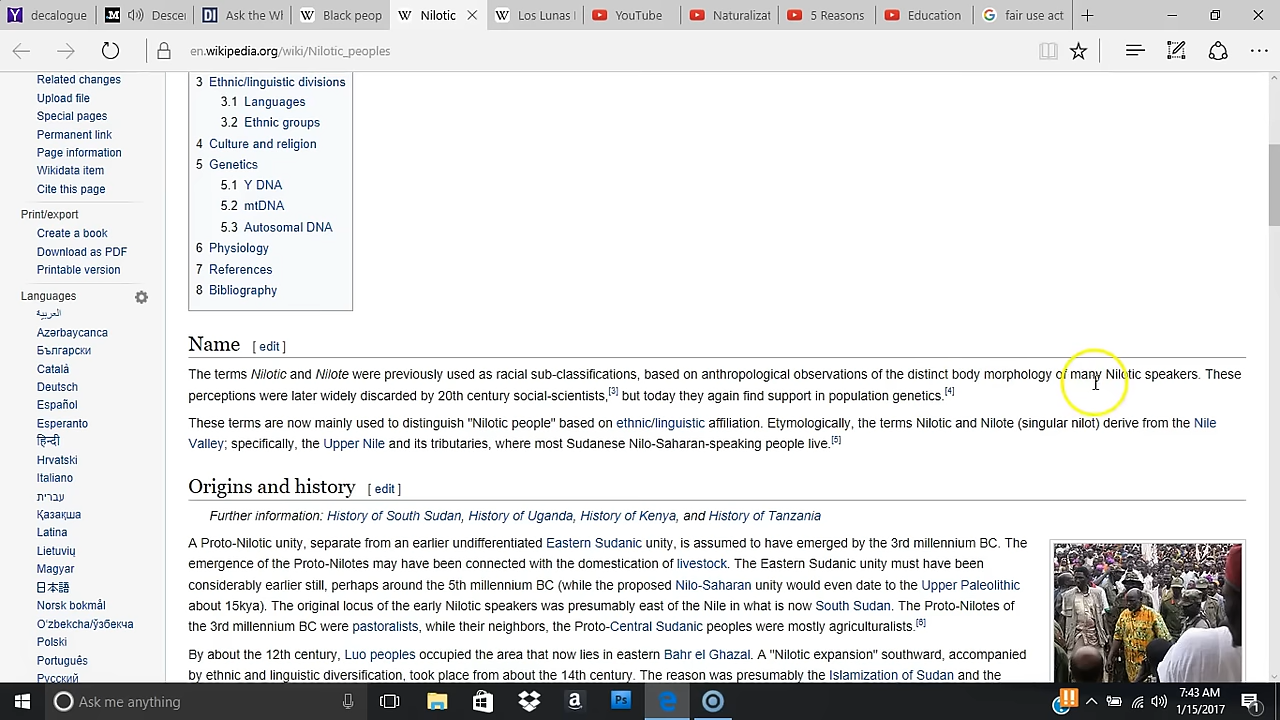 decalogue
Descen
Ask the Wh
Black peop
Nilotic
Los Lunas
YouTube
Naturalizat
5 Reasons
Education
fair use act
en.wikipedia.org/wiki/Nilotic_peoples
Related changes
Upload file
Special pages
Permanent link
Page information
Wikidata item
Cite this page
Print/export
Create a book
Download as PDF
Printable version
Languages
العربية
Azərbaycanca
Български
Català
Deutsch
Español
Esperanto
हिन्दी
Hrvatski
Italiano
עברית
Қазақша
Latina
Lietuvių
Magyar
日本語
Norsk bokmål
Oʻzbekcha/ўзбекча
Polski
Português
Русский
3 Ethnic/linguistic divisions
3.1 Languages
3.2 Ethnic groups
4 Culture and religion
5 Genetics
5.1 Y DNA
5.2 mtDNA
5.3 Autosomal DNA
6 Physiology
7 References
8 Bibliography
Name [ edit ]
The terms Nilotic and Nilote were previously used as racial sub-classifications, based on anthropological observations of the distinct body morphology of many Nilotic speakers. These
perceptions were later widely discarded by 20th century social-scientists,[3] but today they again find support in population genetics.[4]
These terms are now mainly used to distinguish "Nilotic people" based on ethnic/linguistic affiliation. Etymologically, the terms Nilotic and Nilote (singular nilot) derive from the Nile
Valley; specifically, the Upper Nile and its tributaries, where most Sudanese Nilo-Saharan-speaking people live.[5]
Origins and history [ edit ]
Further information: History of South Sudan, History of Uganda, History of Kenya, and History of Tanzania
A Proto-Nilotic unity, separate from an earlier undifferentiated Eastern Sudanic unity, is assumed to have emerged by the 3rd millennium BC. The
emergence of the Proto-Nilotes may have been connected with the domestication of livestock. The Eastern Sudanic unity must have been
considerably earlier still, perhaps around the 5th millennium BC (while the proposed Nilo-Saharan unity would even date to the Upper Paleolithic
about 15kya). The original locus of the early Nilotic speakers was presumably east of the Nile in what is now South Sudan. The Proto-Nilotes of
the 3rd millennium BC were pastoralists, while their neighbors, the Proto-Central Sudanic peoples were mostly agriculturalists.[6]
By about the 12th century, Luo peoples occupied the area that now lies in eastern Bahr el Ghazal. A "Nilotic expansion" southward, accompanied
by ethnic and linguistic diversification, took place from about the 14th century. The reason was presumably the Islamization of Sudan and the
Ask me anything
7:43 AM
1/15/2017